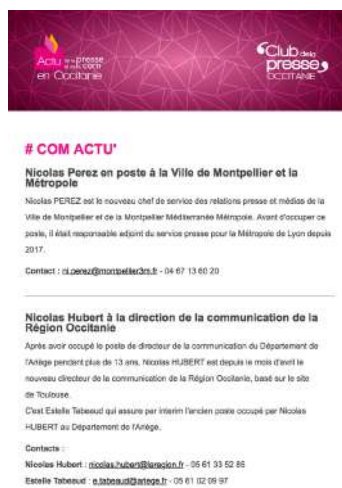 Actu de la presse
et de la com'
en Occitanie
Club de la
presse
OCCITANIE
# COM ACTU'
Nicolas Perez en poste à la Ville de Montpellier et la
Métropole
Nicolas PEREZ est le nouveau chef de service des relations presse et médias de la
Ville de Montpellier et de la Montpellier Méditerranée Métropole. Avant d'occuper ce
poste, il était responsable adjoint du service presse pour la Métropole de Lyon depuis
2017.
Contact : ni.perez@montpellier3m.fr - 04 67 13 60 20
Nicolas Hubert à la direction de la communication de la
Région Occitanie
Après avoir occupé le poste de directeur de la communication du Département de
l'Ariège pendant plus de 13 ans, Nicolas HUBERT est depuis le mois d'avril le
nouveau directeur de la communication de la Région Occitanie, basé sur le site
de Toulouse.
C'est Estelle Tabeaud qui assure par interim l'ancien poste occupé par Nicolas
HUBERT au Département de l'Ariège.
Contacts :
Nicolas Hubert : nicolas.hubert@laregion.fr - 05 61 33 52 85
Estelle Tabeaud : e.tabeaud@ariege.fr - 05 61 02 09 97